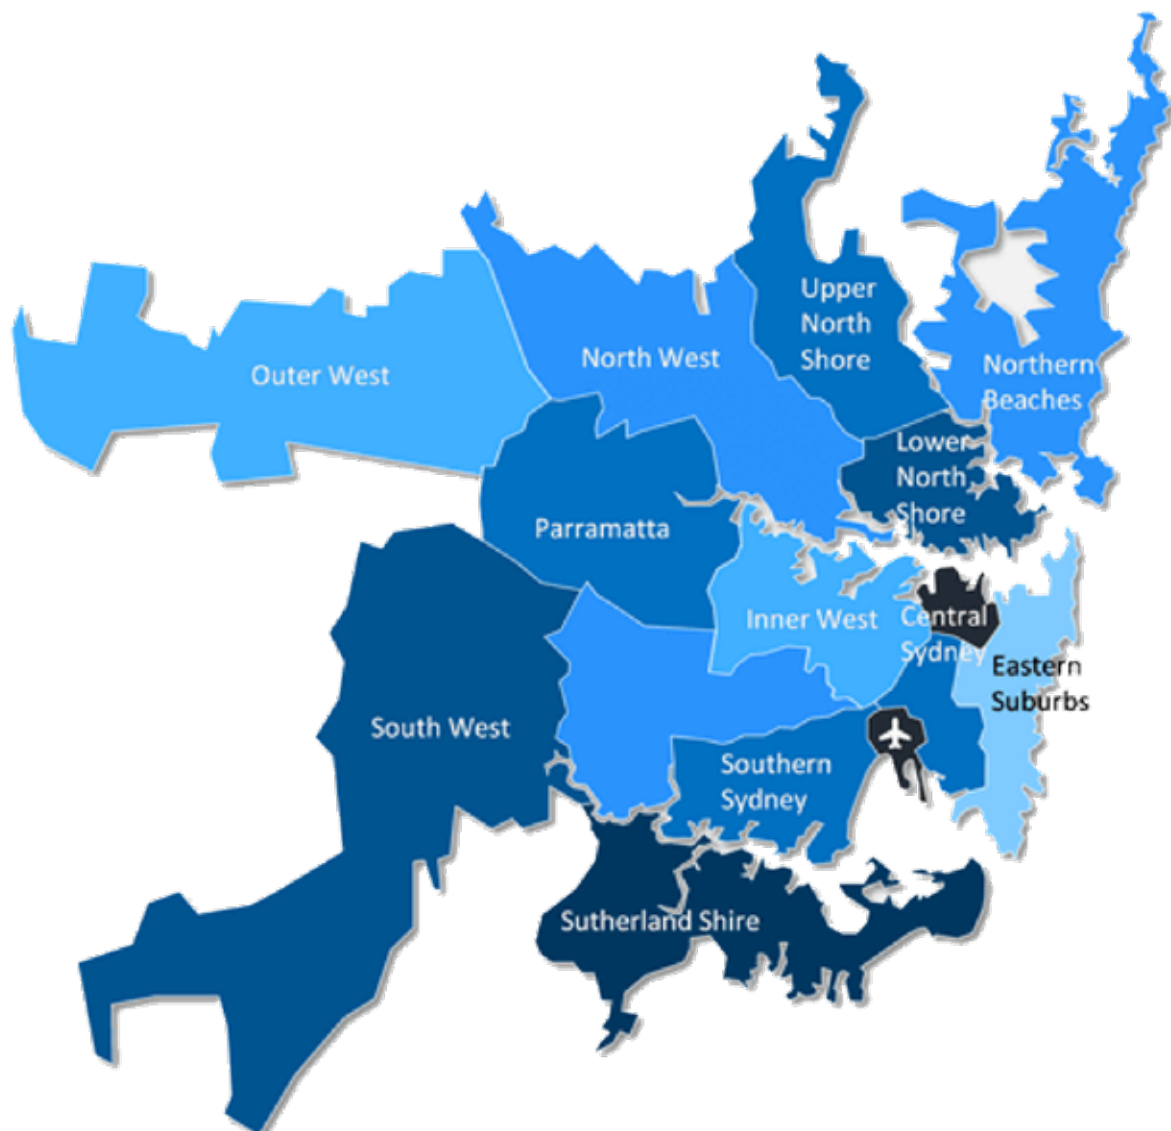 Upper
North
Shore
Outer West
North West
Northern
Beaches
Lower
North
Shore
Parramatta
Inner West
Central
Sydney
Eastern
Suburbs
South West
Southern
Sydney
Sutherland Shire